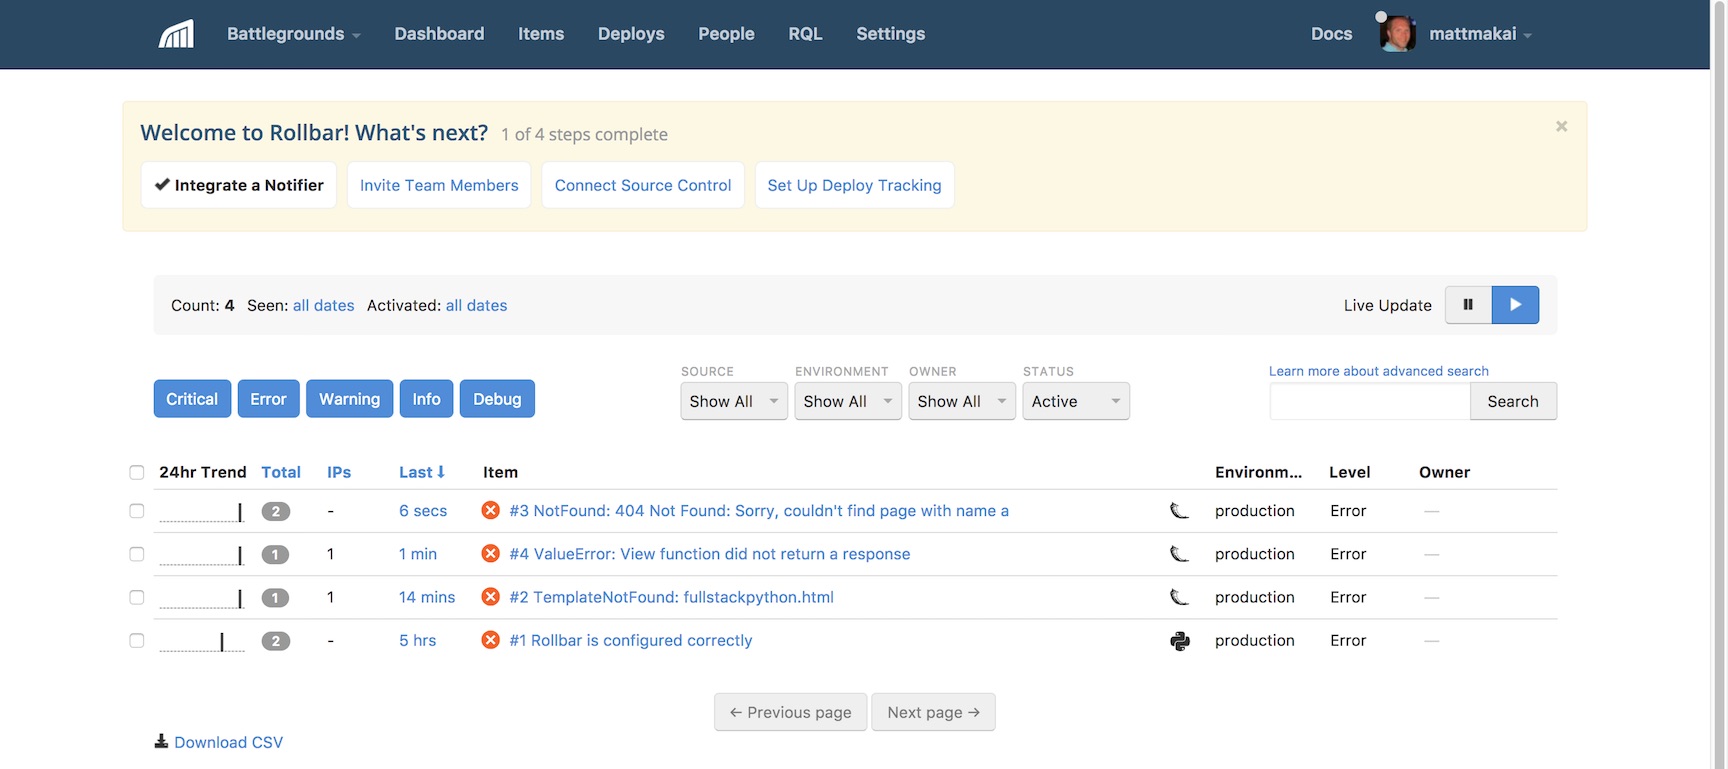 Battlegrounds Dashboard Items Deploys People RQL Settings Docs mattmakai
Welcome to Rollbar! What's next? 1 of 4 steps complete ×
Integrate a Notifier Invite Team Members Connect Source Control Set Up Deploy Tracking
Count: 4 Seen: all dates Activated: all dates Live Update
SOURCE ENVIRONMENT OWNER STATUS Learn more about advanced search
Critical Error Warning Info Debug Show All Show All Show All Active Search
24hr Trend Total IPs Last Item Environm... Level Owner
2 - 6 secs #3 NotFound: 404 Not Found: Sorry, couldn't find page with name a production Error —
1 1 1 min #4 ValueError: View function did not return a response production Error —
1 1 14 mins #2 TemplateNotFound: fullstackpython.html production Error —
2 - 5 hrs #1 Rollbar is configured correctly production Error —
← Previous page Next page →
Download CSV